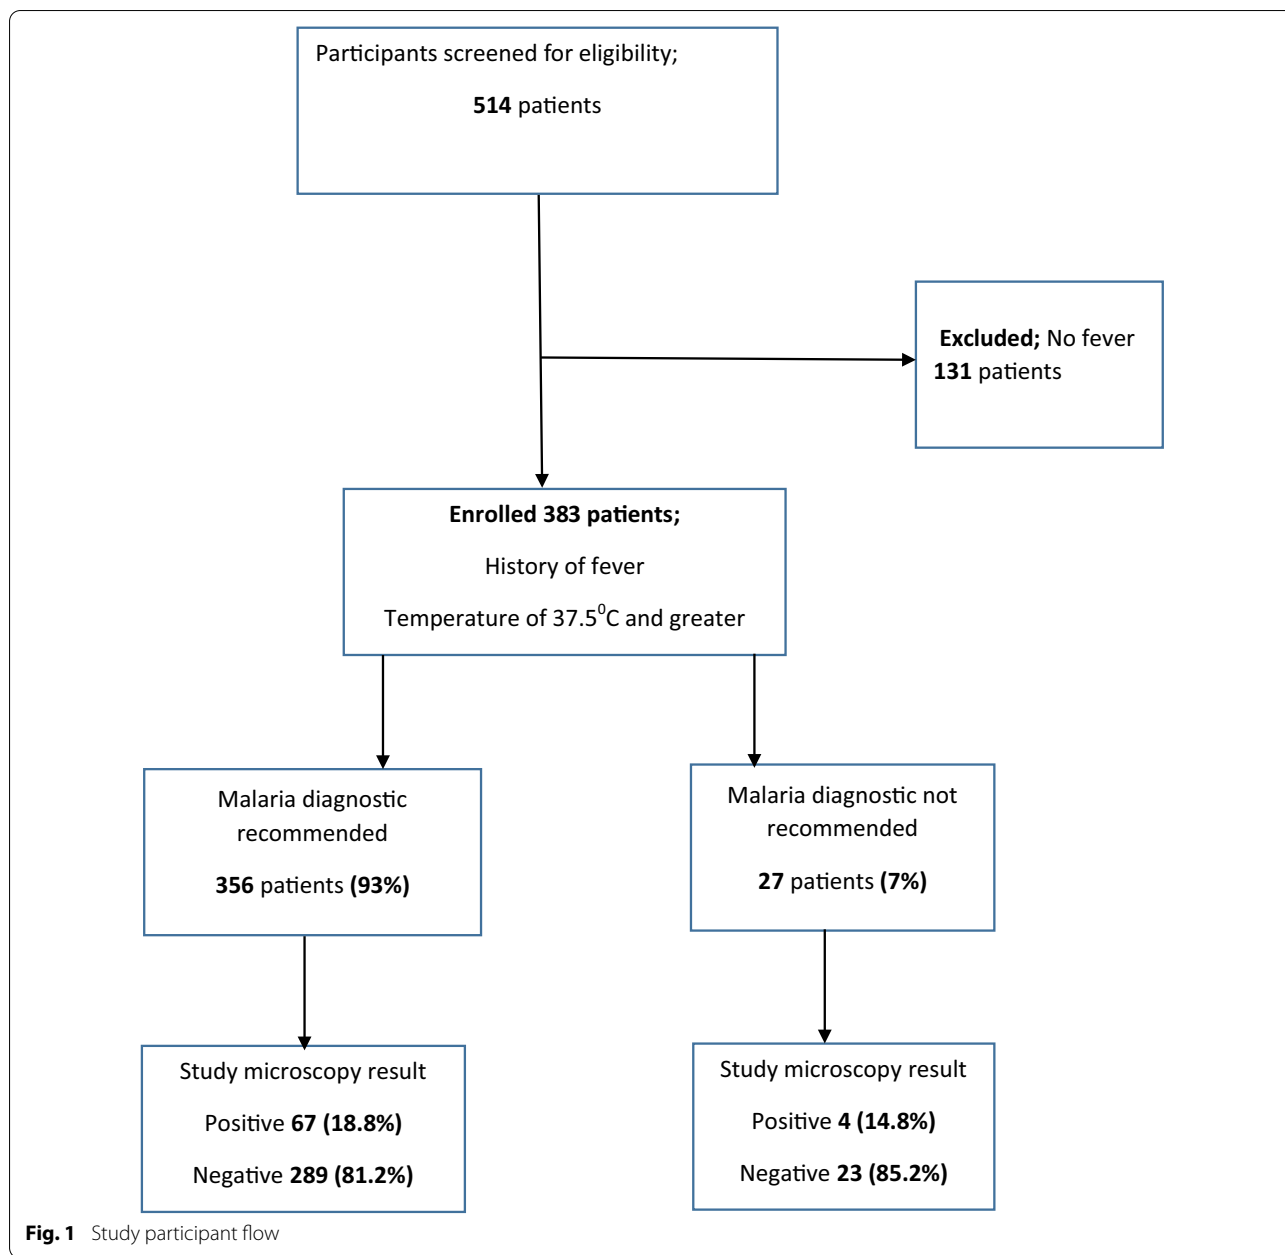 Participants screened for eligibility;
514 patients
Excluded; No fever
131 patients
Enrolled 383 patients;
History of fever
Temperature of 37.5⁰C and greater
Malaria diagnostic
recommended
356 patients (93%)
Malaria diagnostic not
recommended
27 patients (7%)
Study microscopy result
Positive 67 (18.8%)
Negative 289 (81.2%)
Study microscopy result
Positive 4 (14.8%)
Negative 23 (85.2%)
Fig. 1 Study participant flow